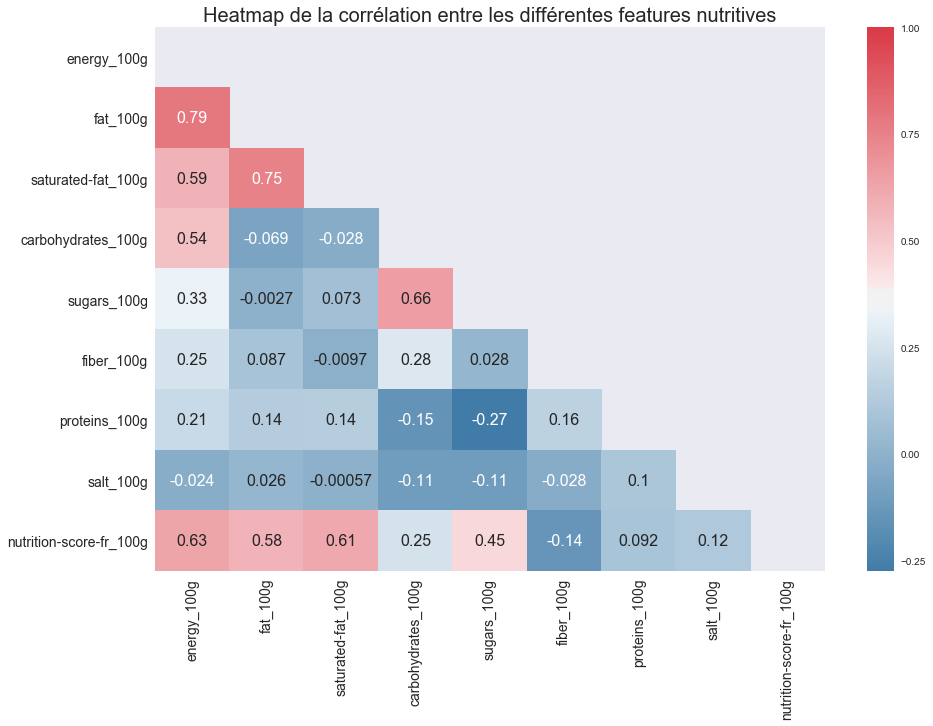 Heatmap de la corrélation entre les différentes features nutritives
energy_100g
fat_100g 0.79
saturated-fat_100g 0.59 0.75
carbohydrates_100g 0.54 -0.069 -0.028
sugars_100g 0.33 -0.0027 0.073 0.66
fiber_100g 0.25 0.087 -0.0097 0.28 0.028
proteins_100g 0.21 0.14 0.14 -0.15 -0.27 0.16
salt_100g -0.024 0.026 -0.00057 -0.11 -0.11 -0.028 0.1
nutrition-score-fr_100g 0.63 0.58 0.61 0.25 0.45 -0.14 0.092 0.12
energy_100g
fat_100g
saturated-fat_100g
carbohydrates_100g
sugars_100g
fiber_100g
proteins_100g
salt_100g
nutrition-score-fr_100g
1.00
0.75
0.50
0.25
0.00
−0.25